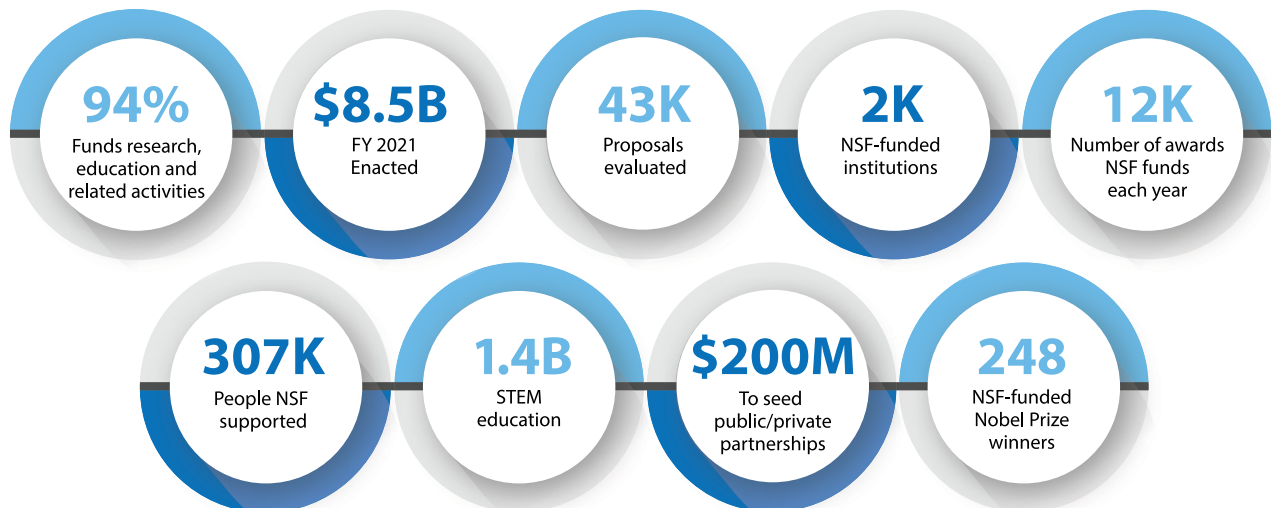 94%
Funds research,
education and
related activities
$8.5B
FY 2021
Enacted
43K
Proposals
evaluated
2K
NSF-funded
institutions
12K
Number of awards
NSF funds
each year
307K
People NSF
supported
1.4B
STEM
education
$200M
To seed
public/private
partnerships
248
NSF-funded
Nobel Prize
winners